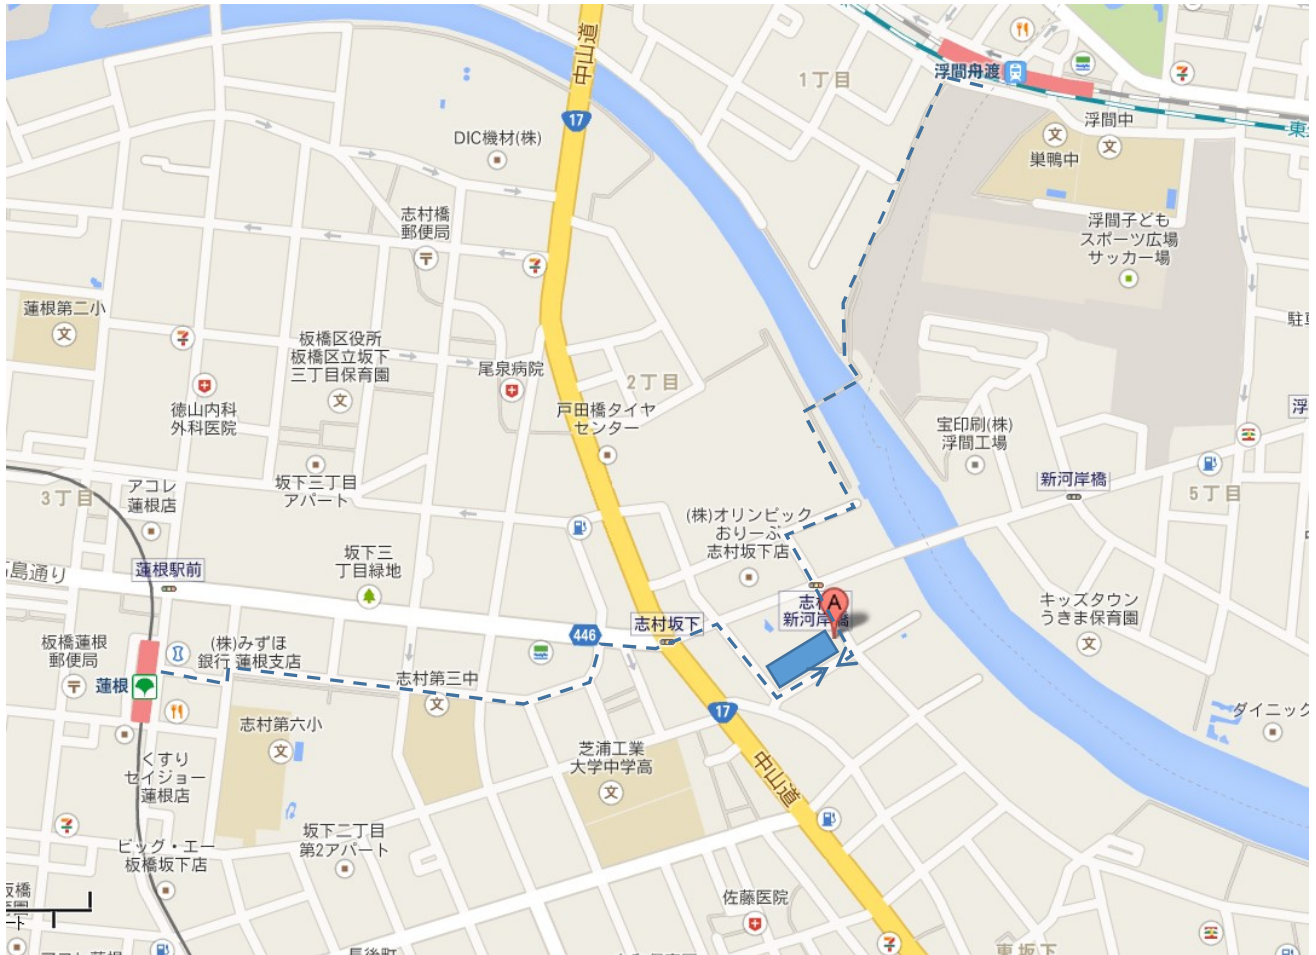 中山道
17
1丁目
浮間舟渡
浮間中
巣鴨中
DIC機材(株)
志村橋
郵便局
浮間子ども
スポーツ広場
サッカー場
蓮根第二小
板橋区役所
板橋区立坂下
三丁目保育園
尾泉病院
2丁目
徳山内科
外科医院
戸田橋タイヤ
センター
宝印刷(株)
浮間工場
3丁目
アコレ
蓮根店
坂下三丁目
アパート
新河岸橋
5丁目
(株)オリンピック
おりーぶ
志村坂下店
坂下三
丁目緑地
島通り
蓮根駅前
446
志村坂下
新河岸橋
A
キッズタウン
うきま保育園
板橋蓮根
郵便局
(株)みずほ
銀行 蓮根支店
蓮根
志村第三中
17
志村第六小
ダイニック
くすり
セイジョー
蓮根店
芝浦工業
大学中学高
中山道
坂下二丁目
第2アパート
ビッグ・エー
板橋坂下店
佐藤医院
東坂下